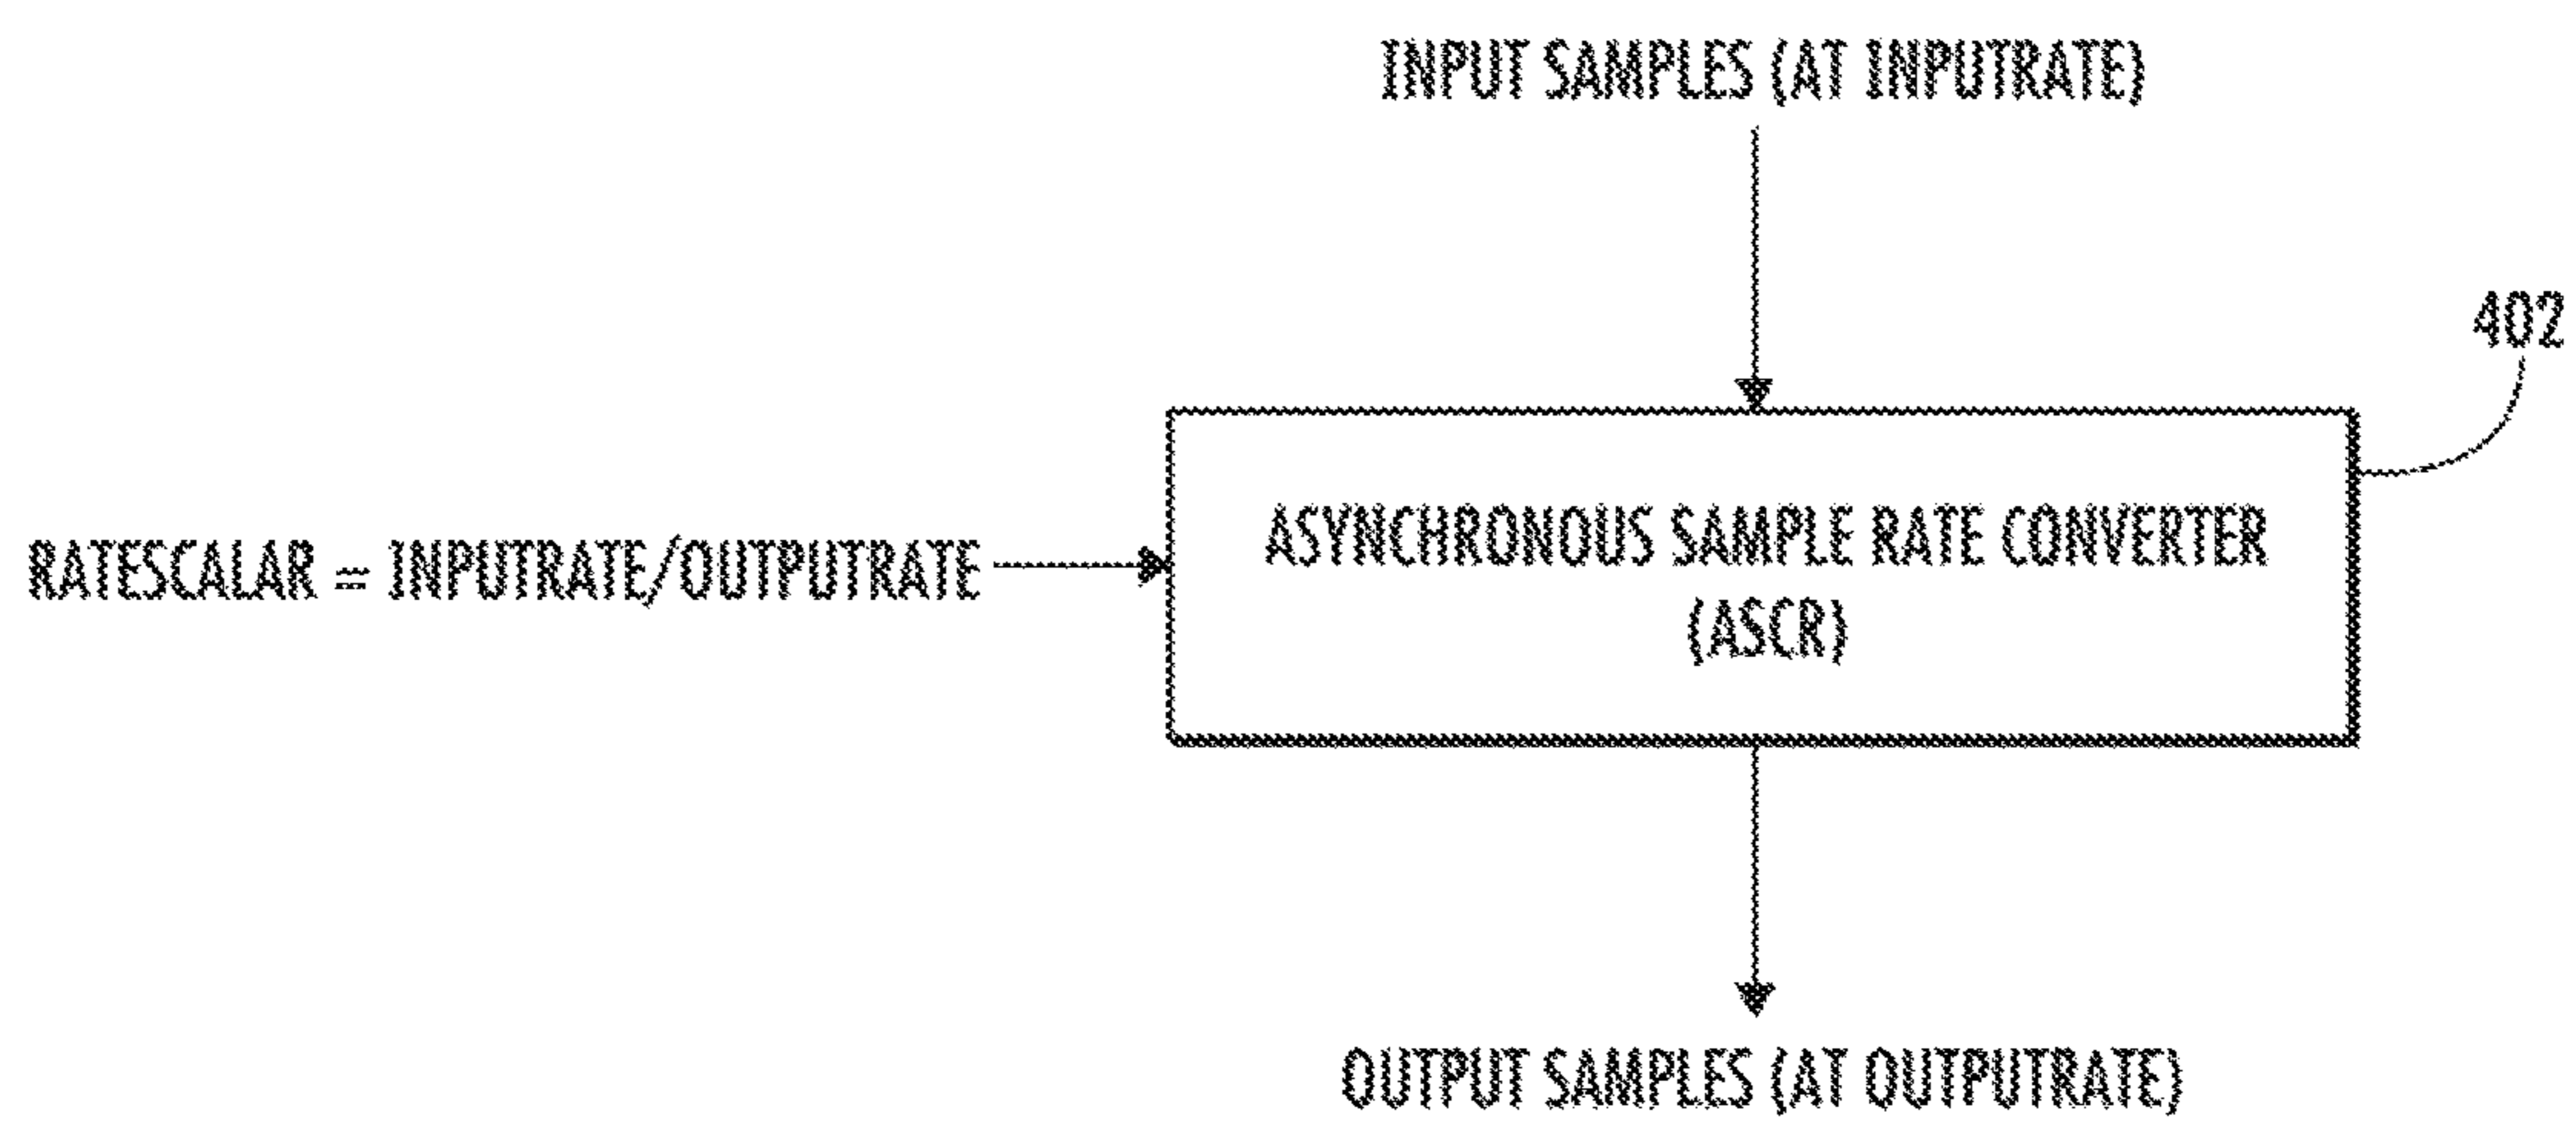 INPUT SAMPLES (AT INPUTRATE)
402
RATESCALAR = INPUTRATE/OUTPUTRATE
ASYNCHRONOUS SAMPLE RATE CONVERTER
(ASCR)
OUTPUT SAMPLES (AT OUTPUTRATE)